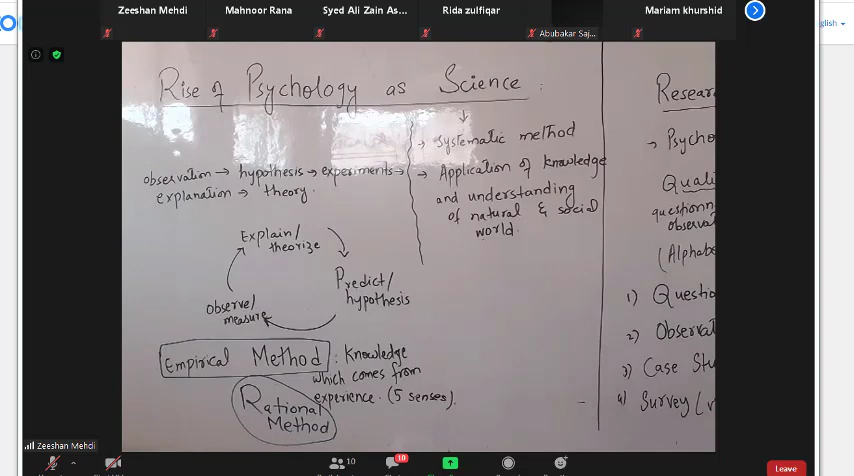 Zeeshan Mehdi
Mahnoor Rana
Syed Ali Zain As...
Rida zulfiqar
Mariam khurshid
Abubakar Saj...
nglish
Rise of Psychology as Science :
→ Systematic method
→ Application of knowledge
and understanding
of natural & social
world.
observation → hypothesis → experiments →
explanation → theory.
Explain/
theorize
Predict/
hypothesis
Observe/
measure
Empirical Method : Knowledge
which comes from
experience. (5 senses).
Rational
Method
Resear
→ Psycho
Quali
questionn
observat
(Alphabe
1) Questio
2) Observat
3) Case Stu
4) Survey (
Zeeshan Mehdi
10
10
Leave